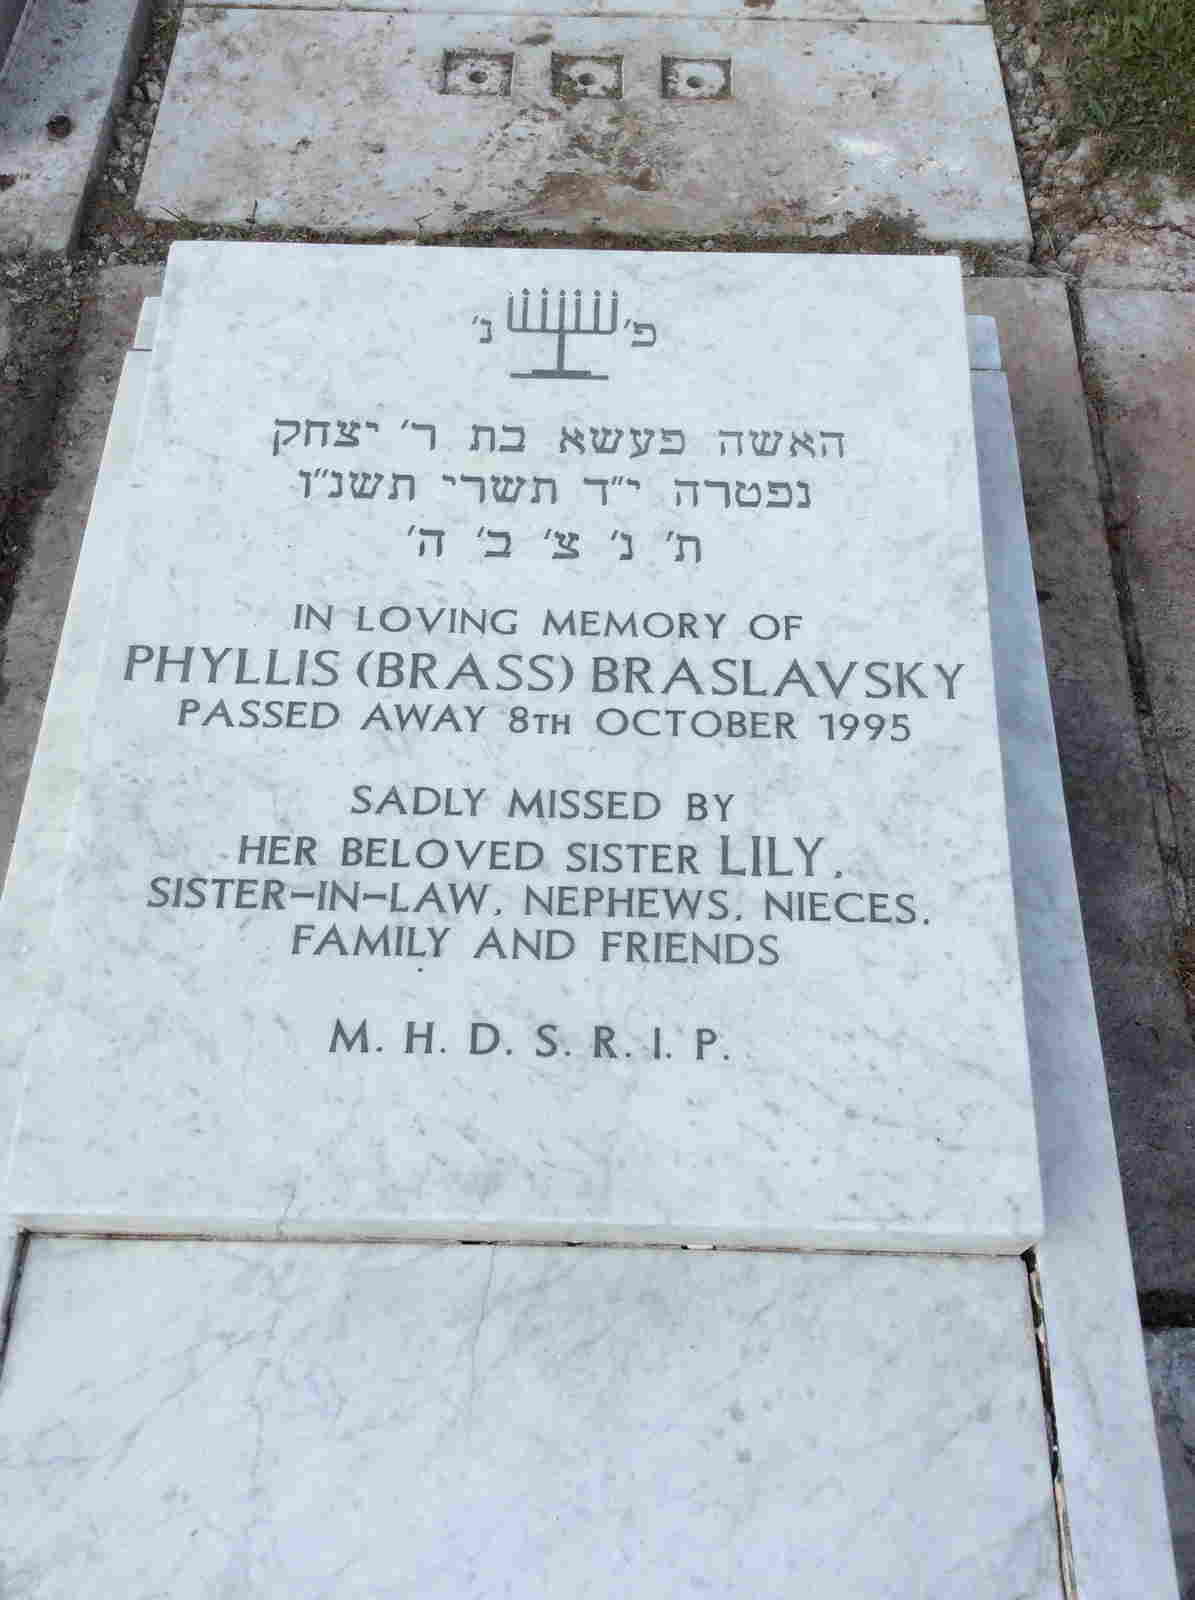 פ׳ נ׳
האשה פעשא בת ר׳ יצחק
נפטרה י״ד תשרי תשנ״ו
ת׳ נ׳ צ׳ ב׳ ה׳
IN LOVING MEMORY OF
PHYLLIS (BRASS) BRASLAVSKY
PASSED AWAY 8TH OCTOBER 1995
SADLY MISSED BY
HER BELOVED SISTER LILY,
SISTER-IN-LAW, NEPHEWS, NIECES,
FAMILY AND FRIENDS
M. H. D. S. R. I. P.